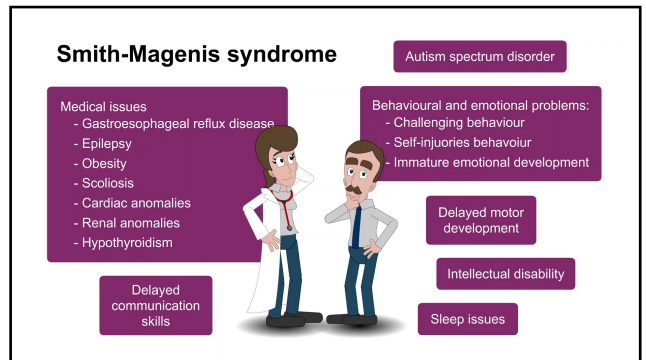 Smith-Magenis syndrome
Autism spectrum disorder
Medical issues
- Gastroesophageal reflux disease
- Epilepsy
- Obesity
- Scoliosis
- Cardiac anomalies
- Renal anomalies
- Hypothyroidism
Behavioural and emotional problems:
- Challenging behaviour
- Self-injuories behavoiur
- Immature emotional development
Delayed motor
development
Intellectual disability
Delayed
communication
skills
Sleep issues